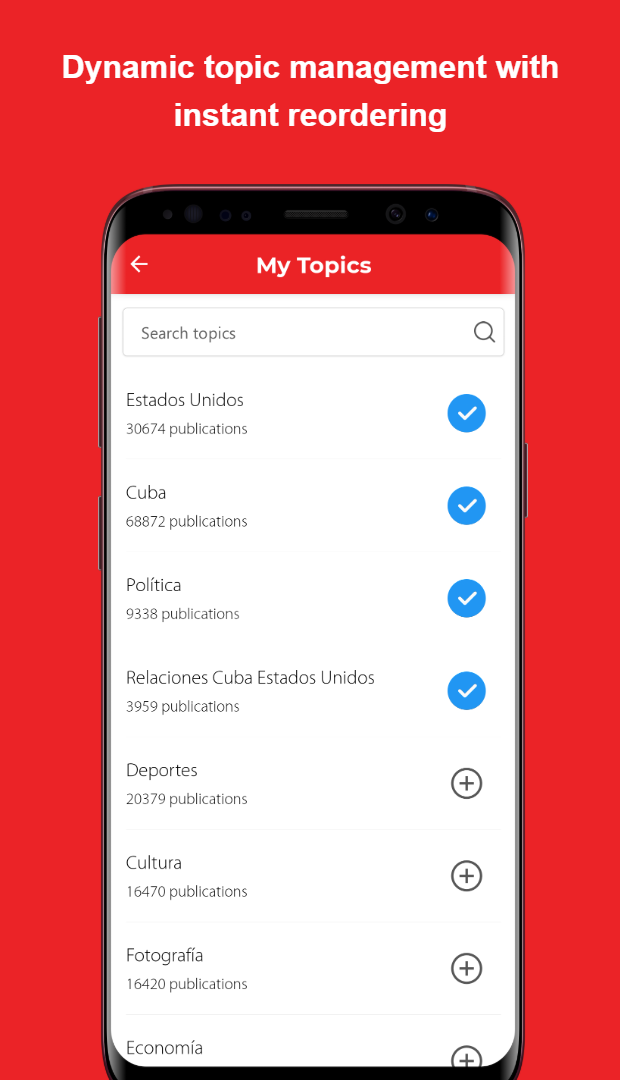 Dynamic topic management with
instant reordering
My Topics
Search topics
Estados Unidos
30674 publications
Cuba
68872 publications
Política
9338 publications
Relaciones Cuba Estados Unidos
3959 publications
Deportes
20379 publications
Cultura
16470 publications
Fotografía
16420 publications
Economía